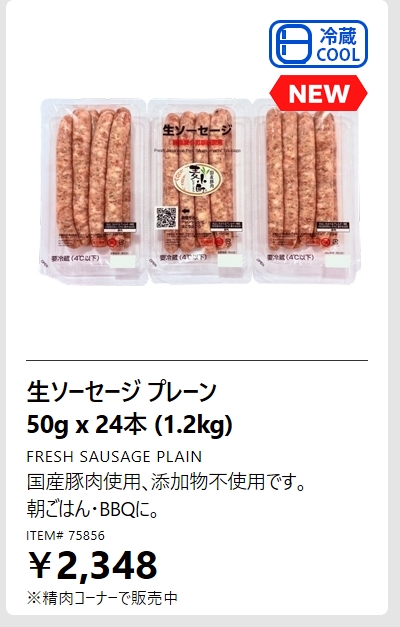 冷蔵
COOL
NEW
生ソーセージ
要冷蔵(4℃以下)
要冷蔵(4℃以下)
要冷蔵(4℃以下)
生ソーセージ プレーン
50g x 24本 (1.2kg)
FRESH SAUSAGE PLAIN
国産豚肉使用、添加物不使用です。
朝ごはん・BBQに。
ITEM# 75856
￥2,348
※精肉コーナーで販売中